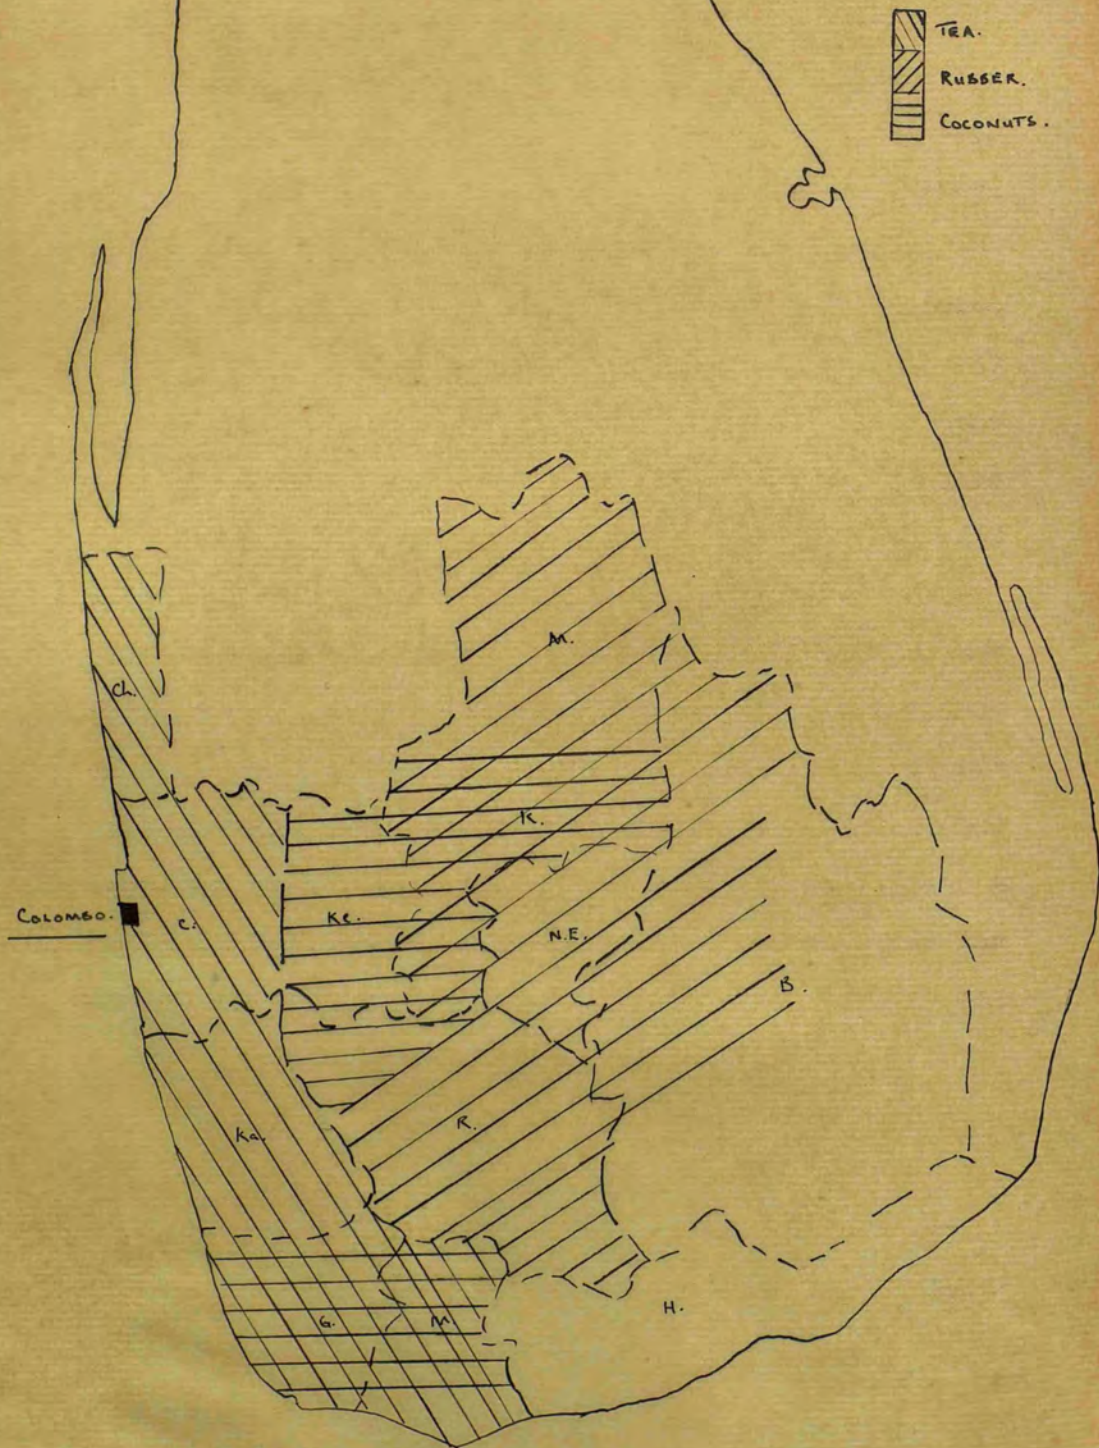 TEA.
RUBBER.
COCONUTS.
M.
Ch.
K.
COLOMBO.
C.
Ke.
N.E.
B.
Ka.
R.
G.
M.
H.